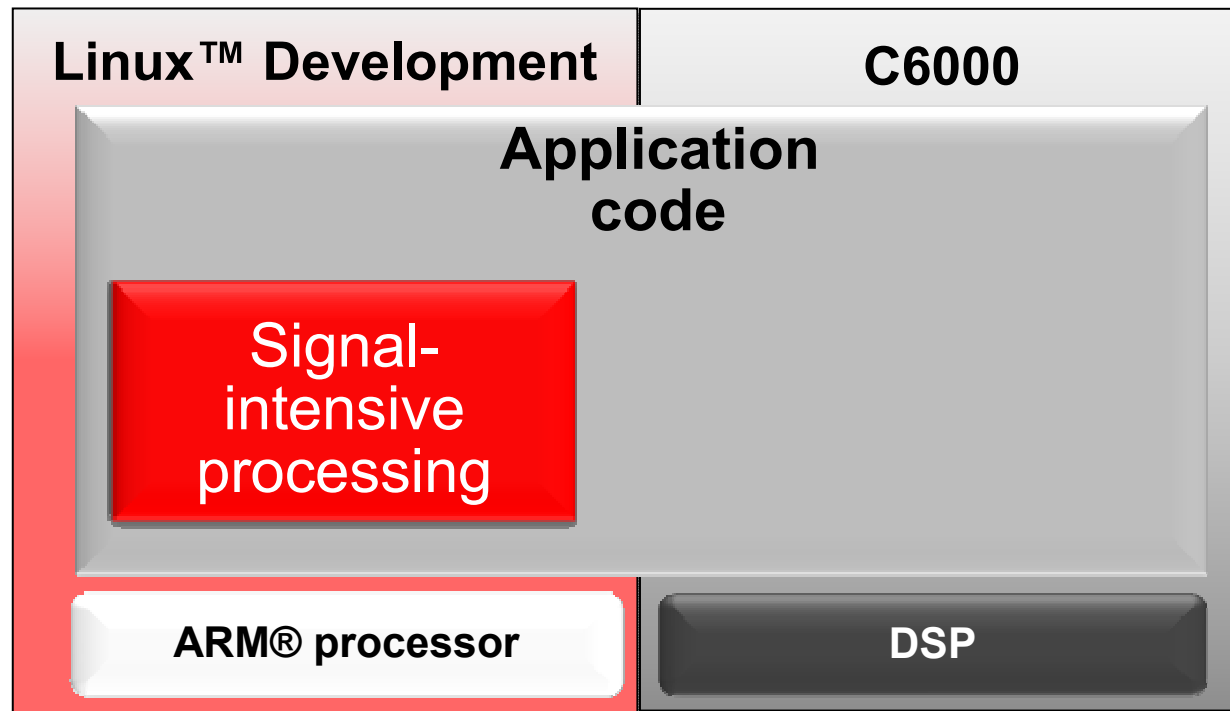 Linux™ Development
C6000
Application
code
Signal-
intensive
processing
ARM® processor
DSP